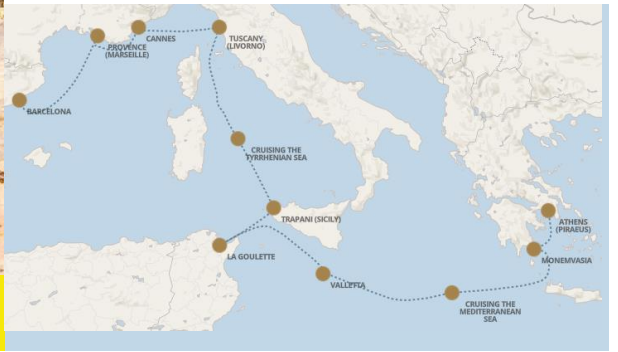 CANNES
PROVENCE
(MARSEILLE)
TUSCANY
(LIVORNO)
BARCELONA
CRUISING THE
TYRRHENIAN SEA
TRAPANI (SICILY)
ATHENS
(PIRAEUS)
LA GOULETTE
MONEMVASIA
VALLETTA
CRUISING THE
MEDITERRANEAN
SEA